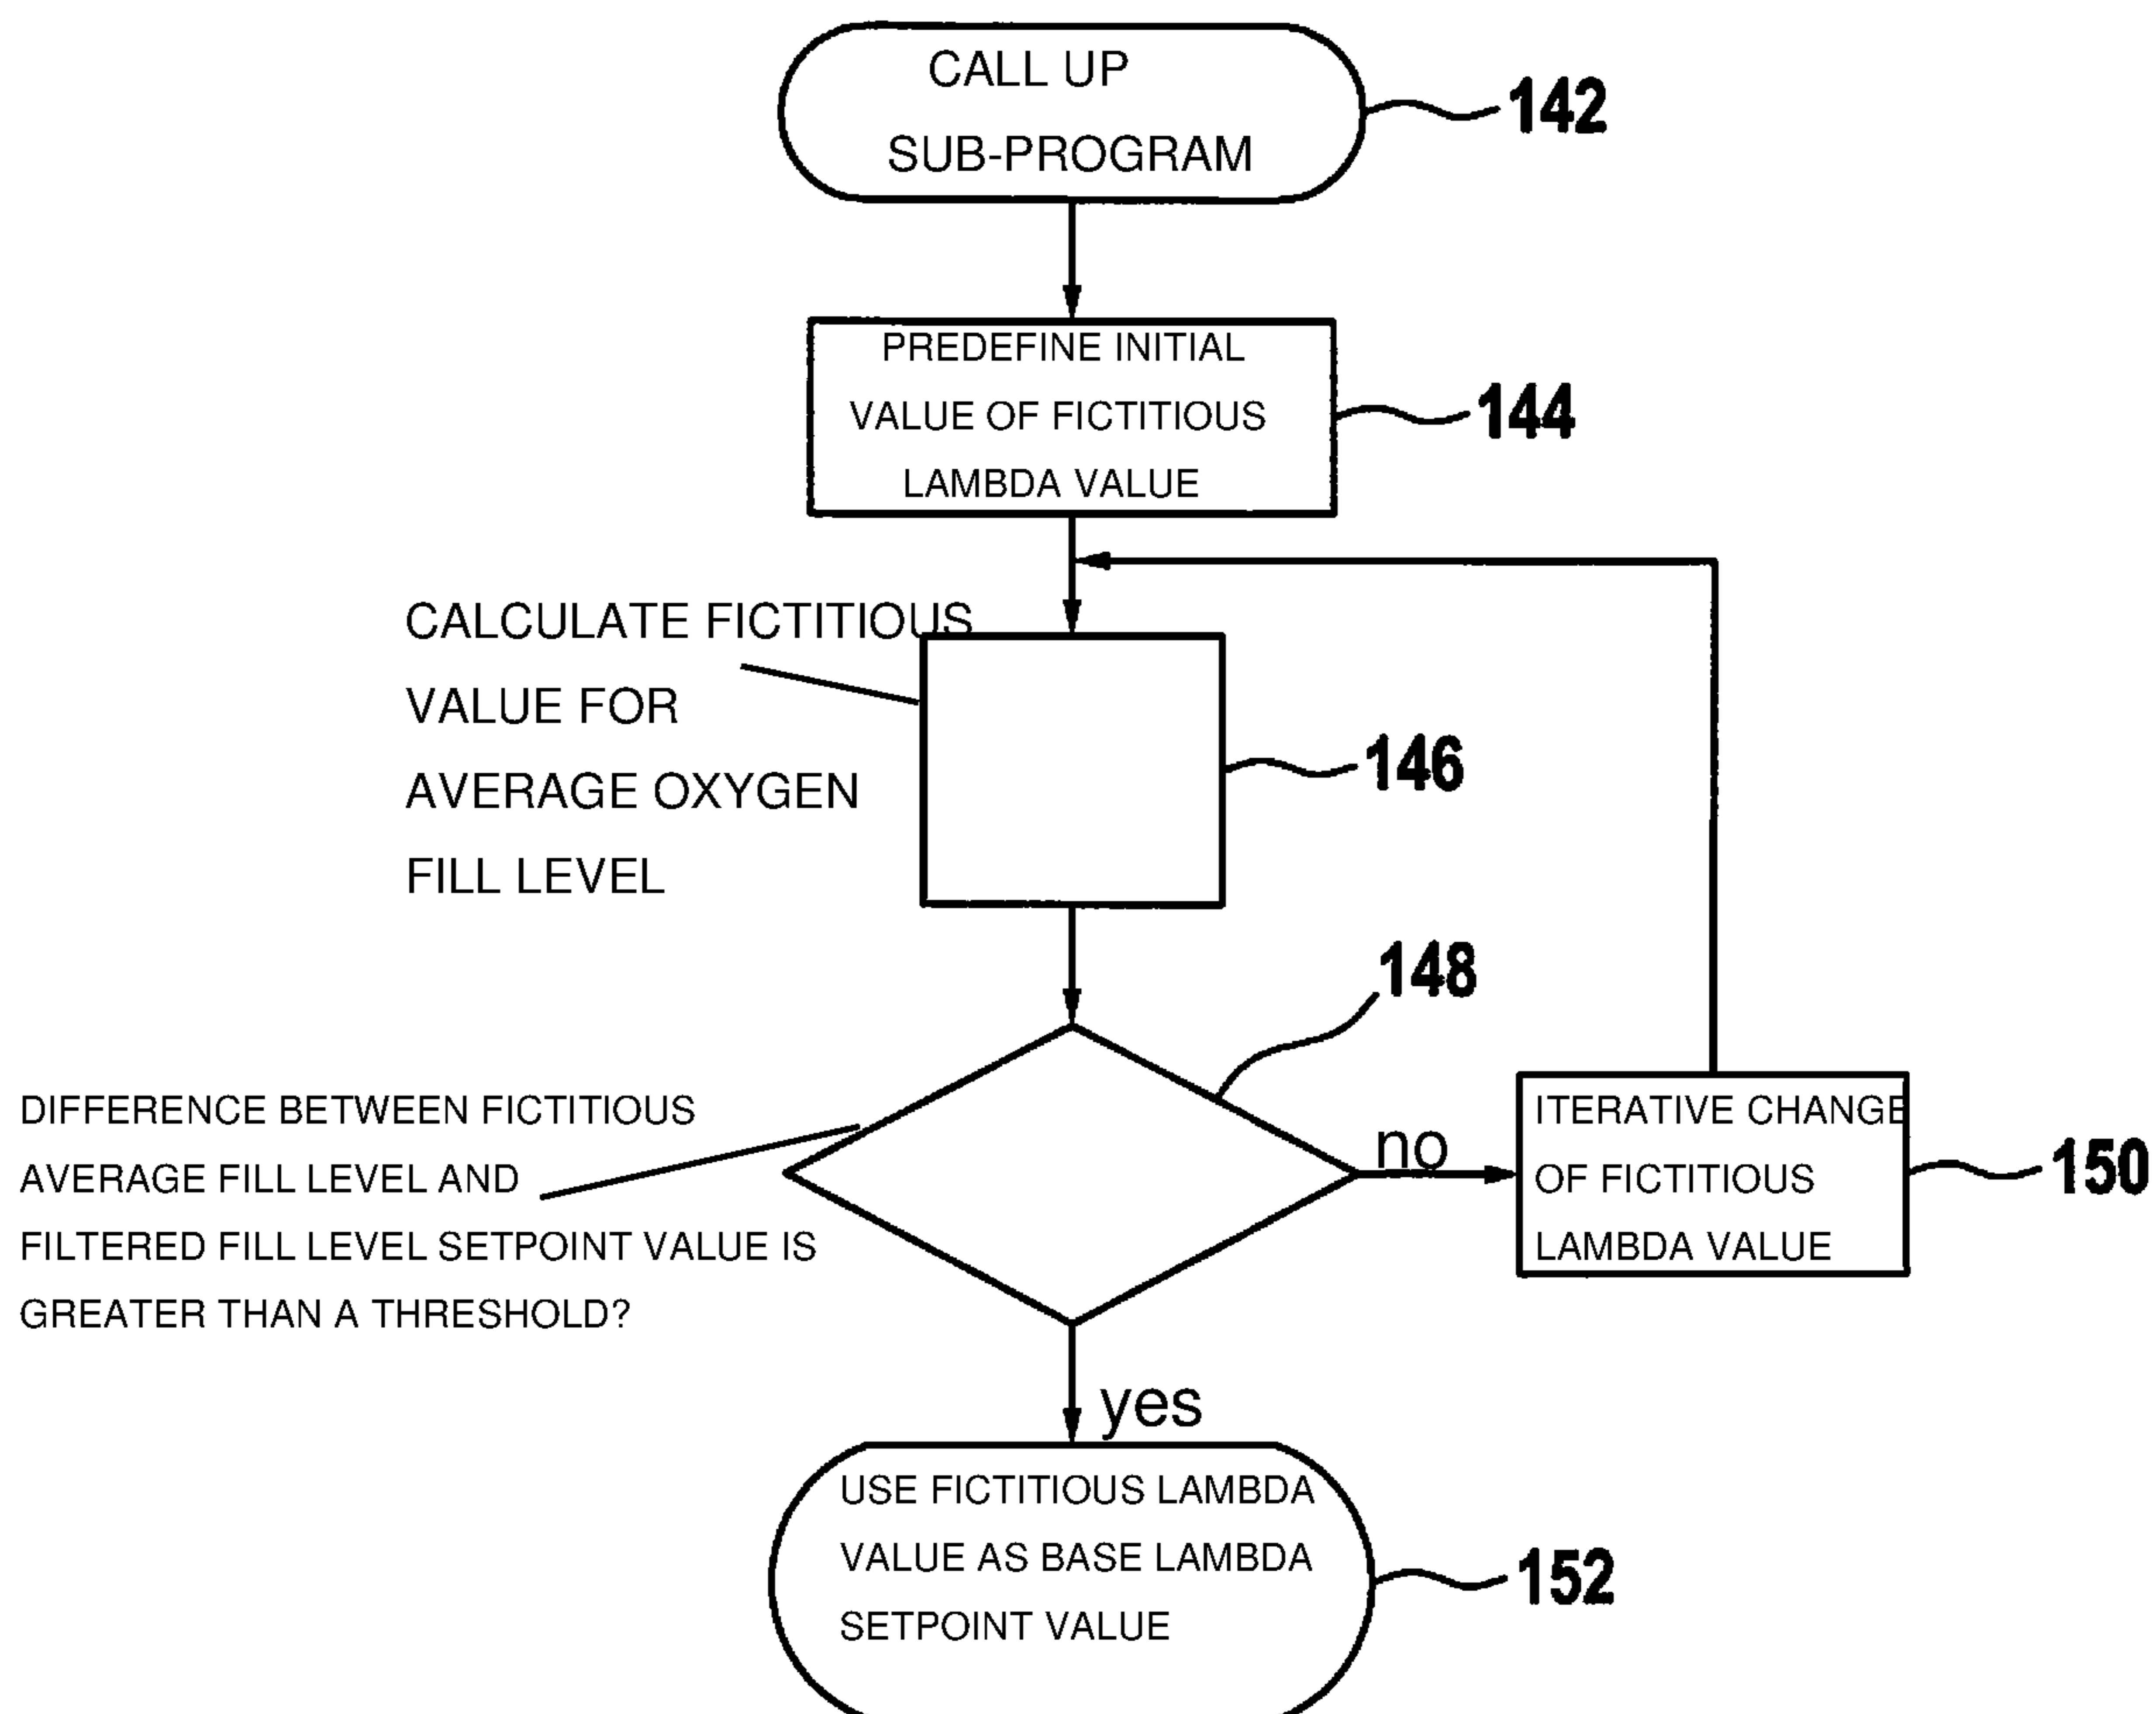 CALL UP
SUB-PROGRAM
142
PREDEFINE INITIAL
VALUE OF FICTITIOUS
LAMBDA VALUE
144
CALCULATE FICTITIOUS
VALUE FOR
AVERAGE OXYGEN
FILL LEVEL
146
148
DIFFERENCE BETWEEN FICTITIOUS
AVERAGE FILL LEVEL AND
FILTERED FILL LEVEL SETPOINT VALUE IS
GREATER THAN A THRESHOLD?
no
ITERATIVE CHANGE
OF FICTITIOUS
LAMBDA VALUE
150
yes
USE FICTITIOUS LAMBDA
VALUE AS BASE LAMBDA
SETPOINT VALUE
152